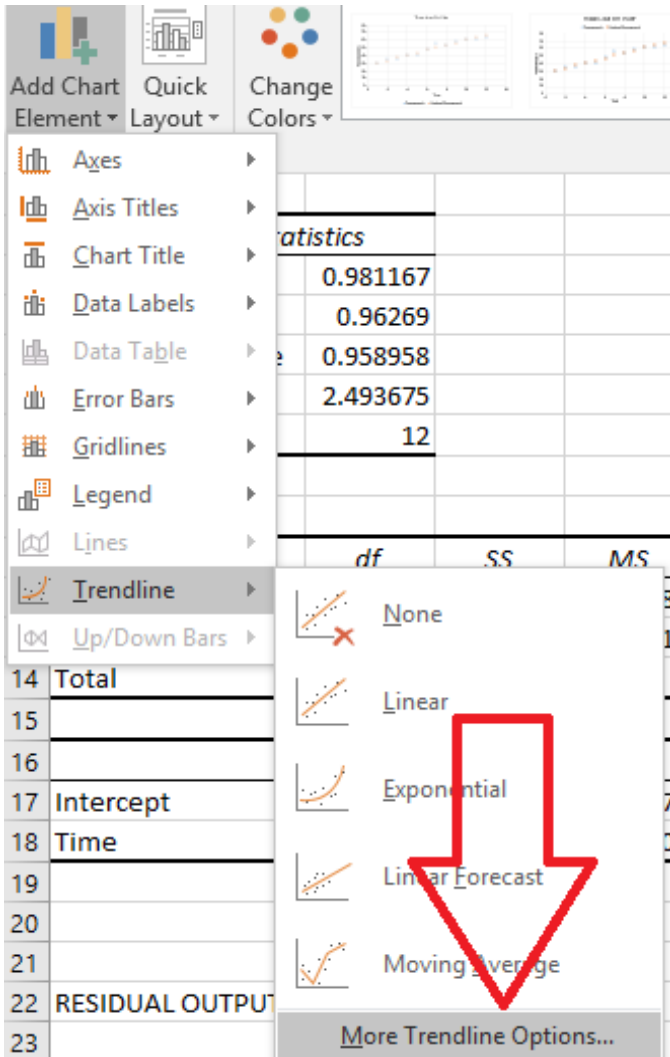 Add Chart Element
Quick Layout
Change Colors
Axes
Axis Titles
Chart Title
Data Labels
Data Table
Error Bars
Gridlines
Legend
Lines
Trendline
Up/Down Bars
atistics
0.981167
0.96269
e 0.958958
2.493675
12
df SS MS
None
Linear
Exponential
Linear Forecast
Moving Average
More Trendline Options...
14 Total
15
16
17 Intercept
18 Time
19
20
21
22 RESIDUAL OUTPUT
23